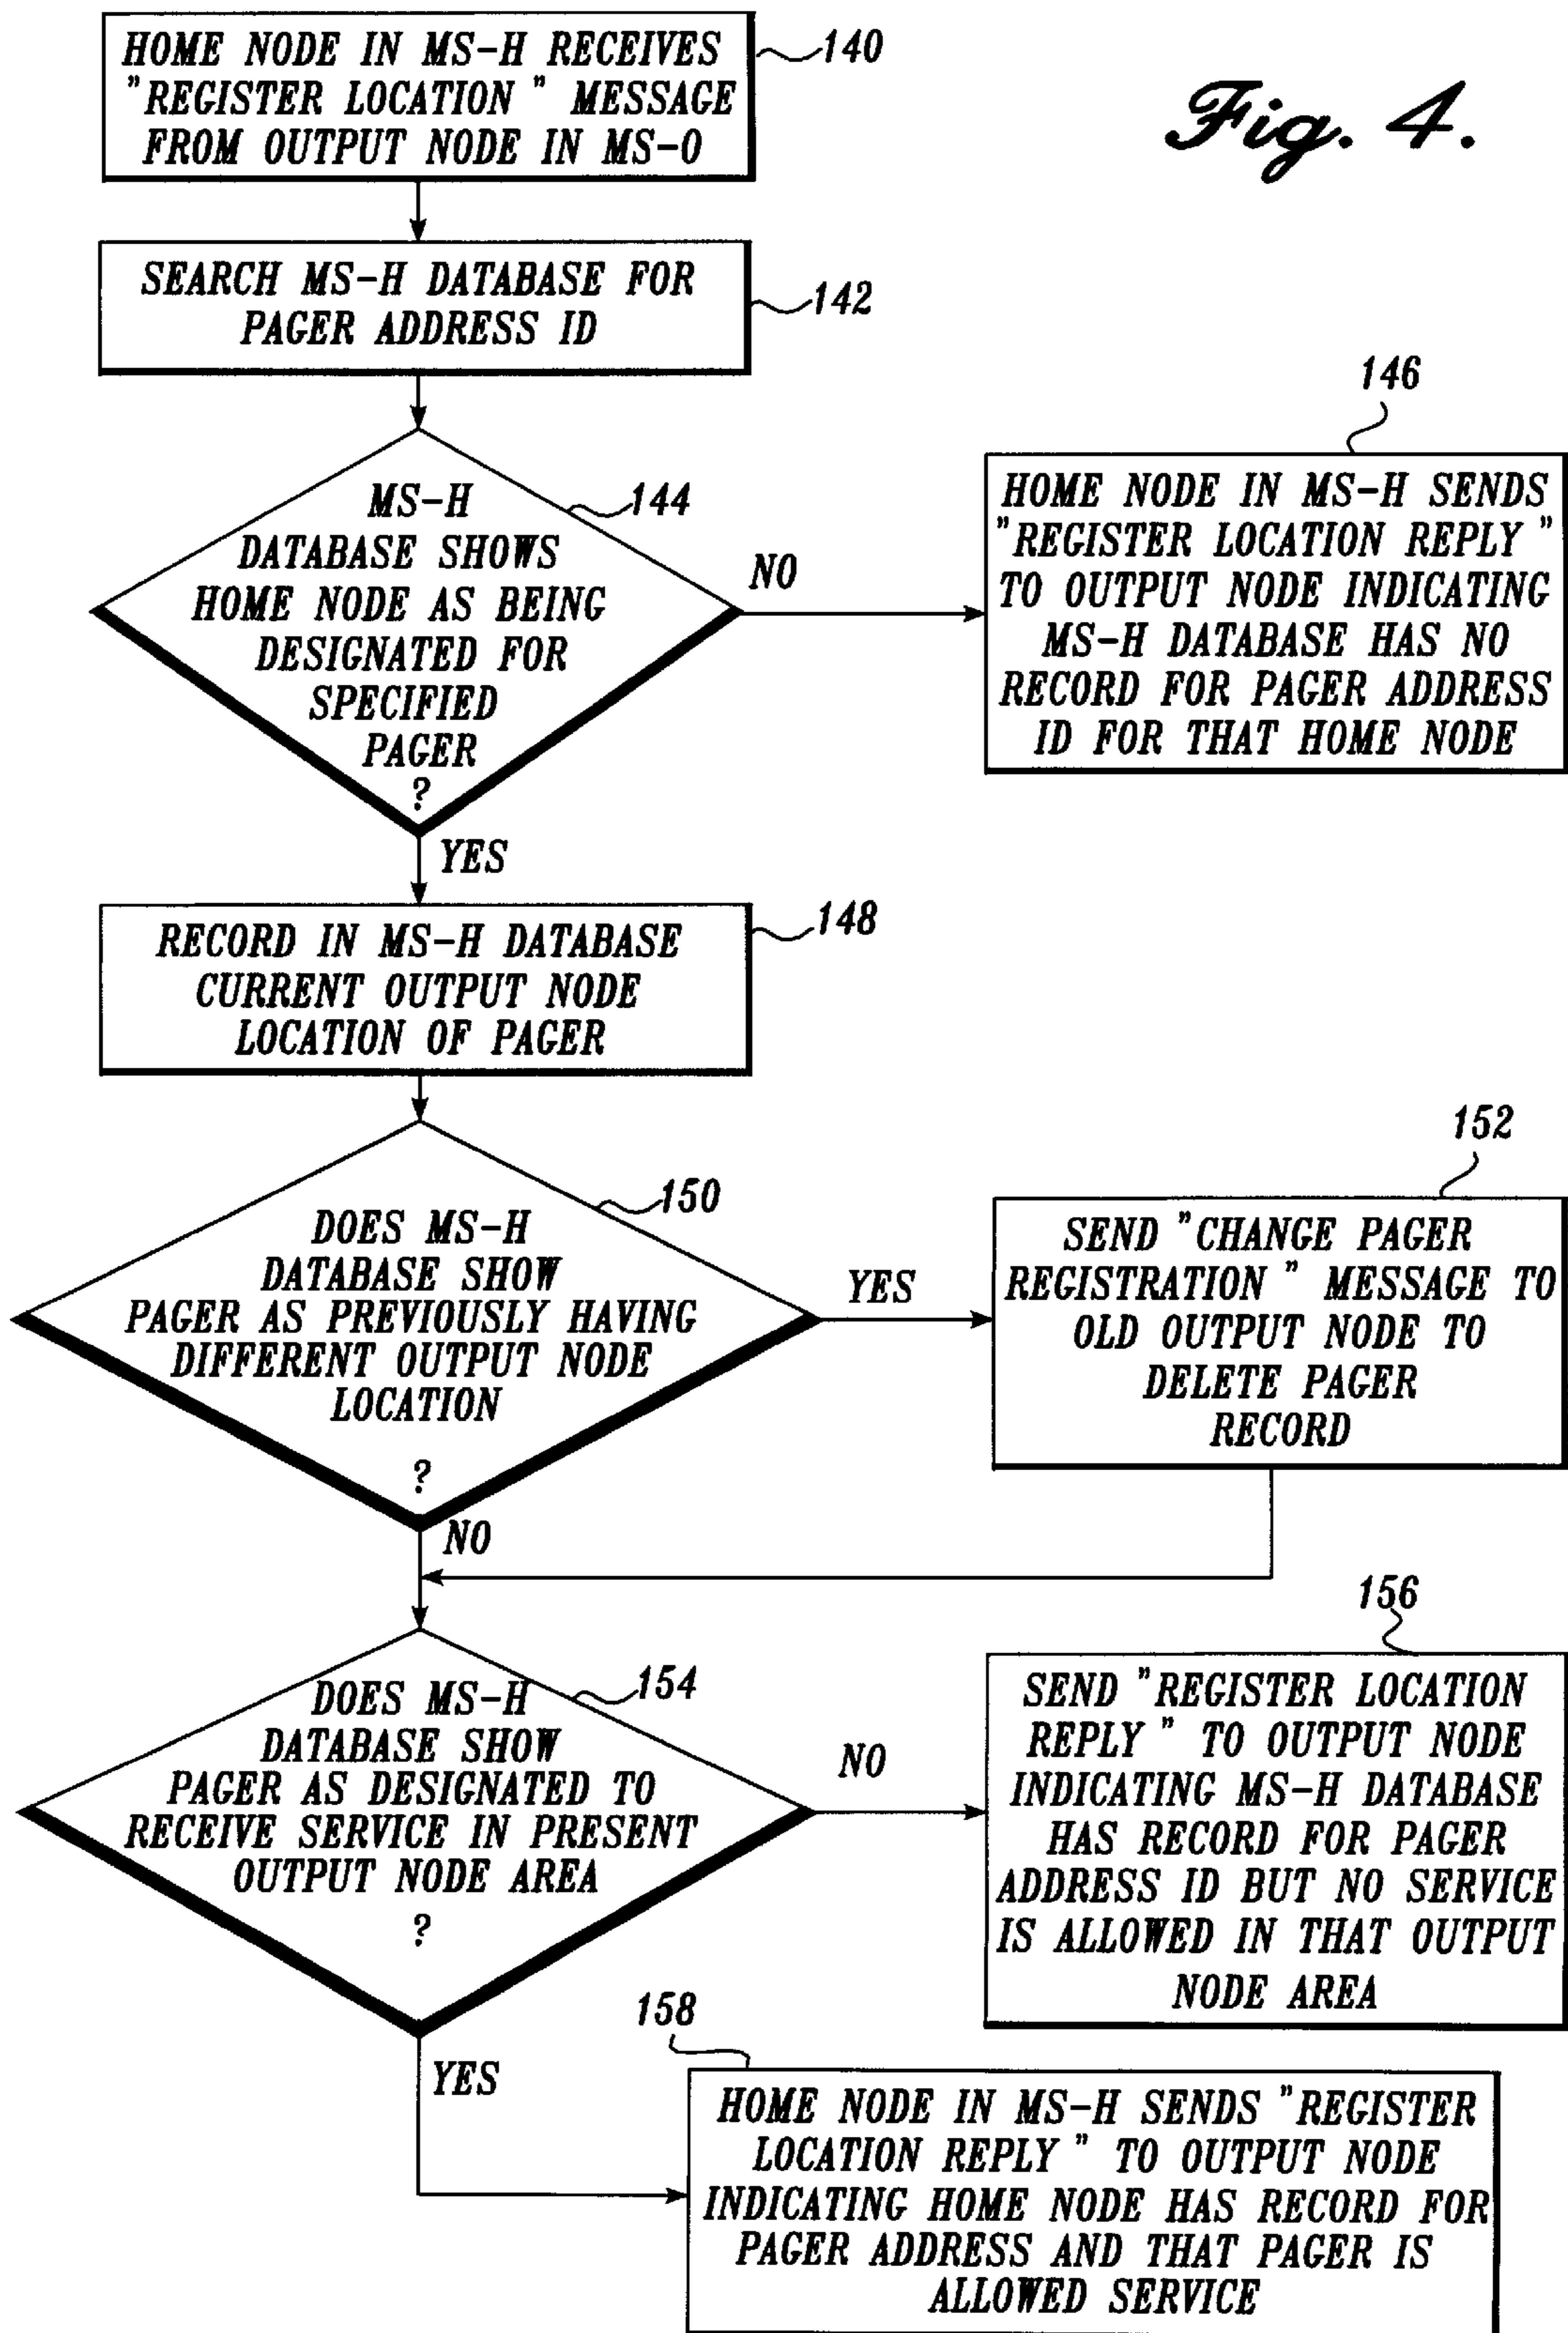 HOME NODE IN MS-H RECEIVES
"REGISTER LOCATION" MESSAGE
FROM OUTPUT NODE IN MS-O
140
Fig. 4.
SEARCH MS-H DATABASE FOR
PAGER ADDRESS ID
142
MS-H
DATABASE SHOWS
HOME NODE AS BEING
DESIGNATED FOR
SPECIFIED
PAGER
?
144
NO
YES
146
HOME NODE IN MS-H SENDS
"REGISTER LOCATION REPLY"
TO OUTPUT NODE INDICATING
MS-H DATABASE HAS NO
RECORD FOR PAGER ADDRESS
ID FOR THAT HOME NODE
RECORD IN MS-H DATABASE
CURRENT OUTPUT NODE
LOCATION OF PAGER
148
DOES MS-H
DATABASE SHOW
PAGER AS PREVIOUSLY HAVING
DIFFERENT OUTPUT NODE
LOCATION
?
150
YES
NO
152
SEND "CHANGE PAGER
REGISTRATION" MESSAGE TO
OLD OUTPUT NODE TO
DELETE PAGER
RECORD
DOES MS-H
DATABASE SHOW
PAGER AS DESIGNATED TO
RECEIVE SERVICE IN PRESENT
OUTPUT NODE AREA
?
154
NO
YES
156
SEND "REGISTER LOCATION
REPLY" TO OUTPUT NODE
INDICATING MS-H DATABASE
HAS RECORD FOR PAGER
ADDRESS ID BUT NO SERVICE
IS ALLOWED IN THAT OUTPUT
NODE AREA
158
HOME NODE IN MS-H SENDS "REGISTER
LOCATION REPLY" TO OUTPUT NODE
INDICATING HOME NODE HAS RECORD FOR
PAGER ADDRESS AND THAT PAGER IS
ALLOWED SERVICE